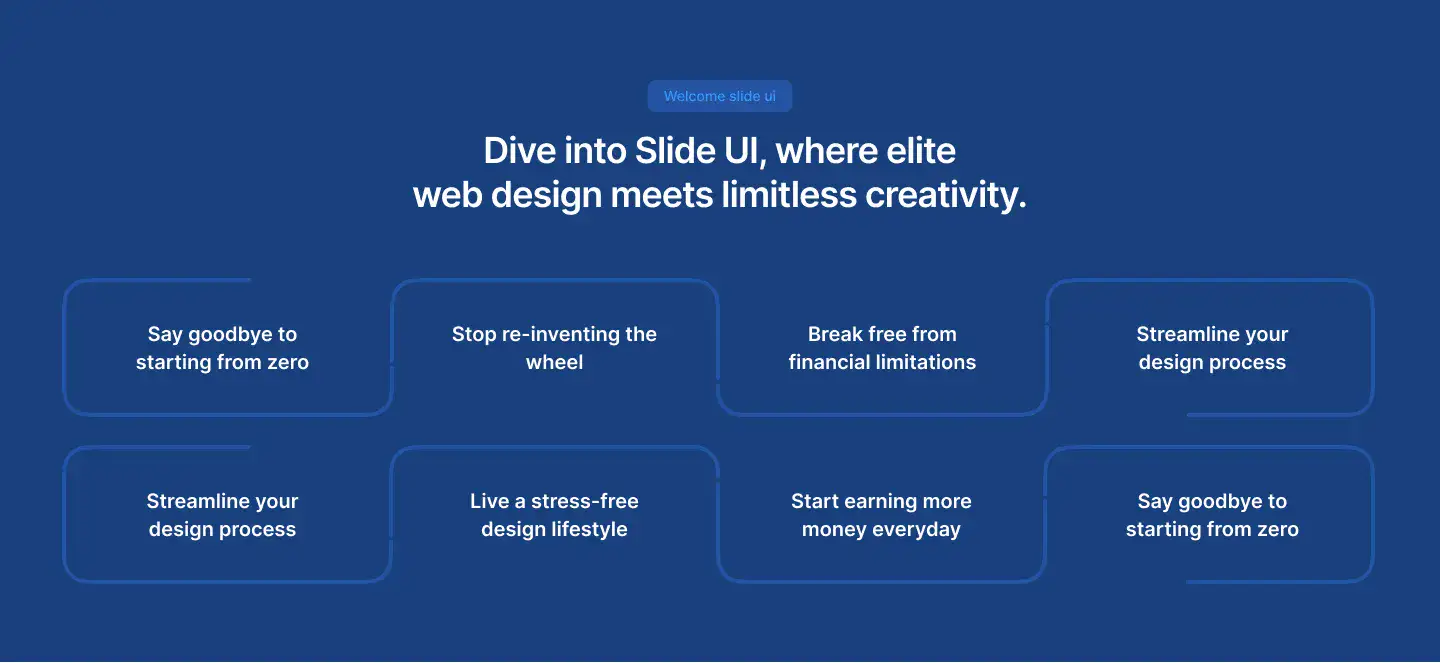 Welcome slide ui
Dive into Slide UI, where elite
web design meets limitless creativity.
Say goodbye to
starting from zero
Stop re-inventing the
wheel
Break free from
financial limitations
Streamline your
design process
Streamline your
design process
Live a stress-free
design lifestyle
Start earning more
money everyday
Say goodbye to
starting from zero